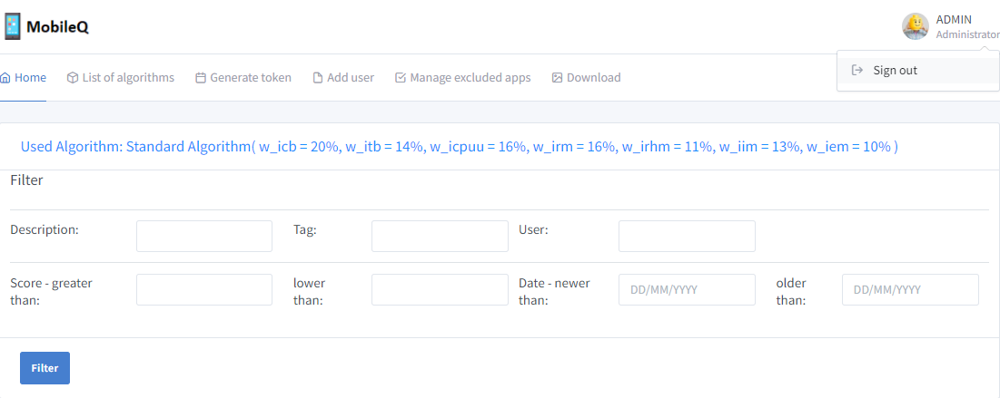 MobileQ
ADMIN
Administrator
Sign out
Home List of algorithms Generate token Add user Manage excluded apps Download
Used Algorithm: Standard Algorithm( w_icb = 20%, w_itb = 14%, w_icpuu = 16%, w_irm = 16%, w_irhm = 11%, w_iim = 13%, w_iem = 10% )
Filter
Description: Tag: User:
Score - greater lower Date - newer older
than: than: than: DD/MM/YYYY than: DD/MM/YYYY
Filter